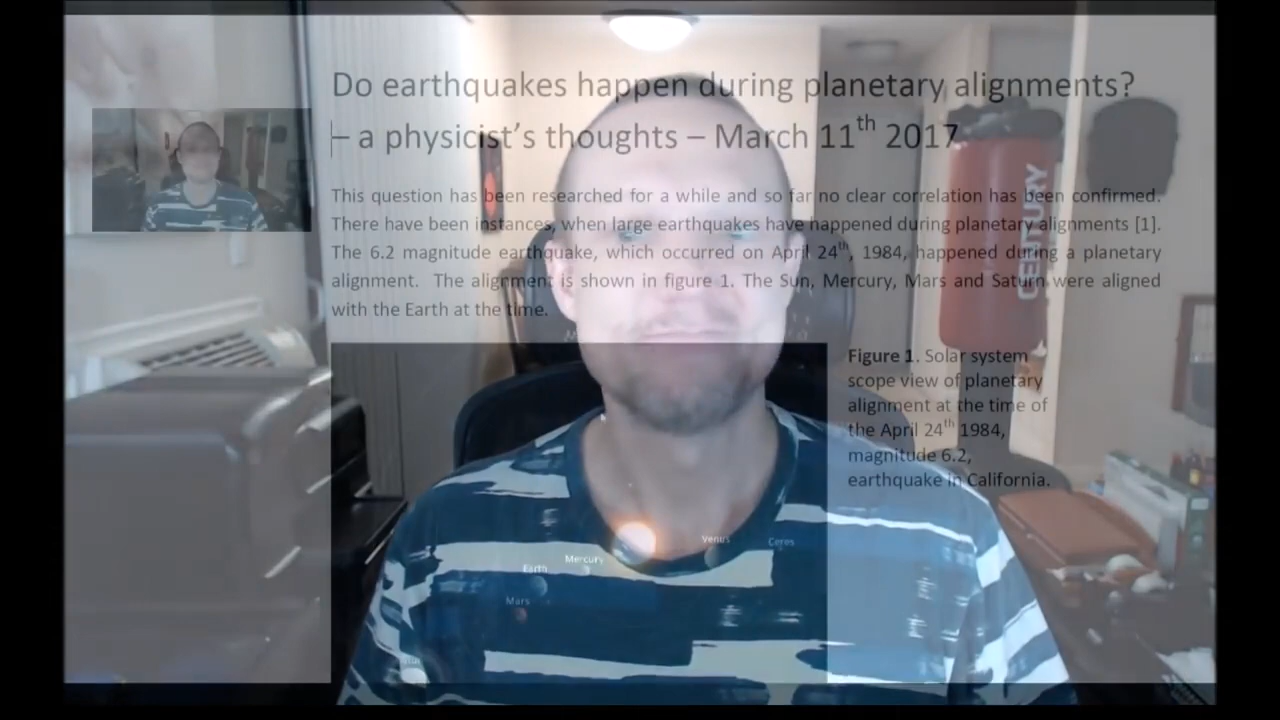 Do earthquakes happen during planetary alignments?
– a physicist's thoughts – March 11th 2017
This question has been researched for a while and so far no clear correlation has been confirmed.
There have been instances, when large earthquakes have happened during planetary alignments [1].
The 6.2 magnitude earthquake, which occurred on April 24th, 1984, happened during a planetary
alignment. The alignment is shown in figure 1. The Sun, Mercury, Mars and Saturn were aligned
with the Earth at the time.
CENTURY
Figure 1. Solar system
scope view of planetary
alignment at the time of
the April 24th 1984,
magnitude 6.2,
earthquake in California.
Venus
Ceres
Mercury
Earth
Mars